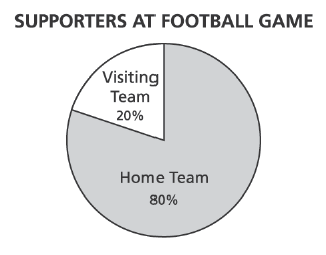 SUPPORTERS AT FOOTBALL GAME
Visiting
Team
20%
Home Team
80%